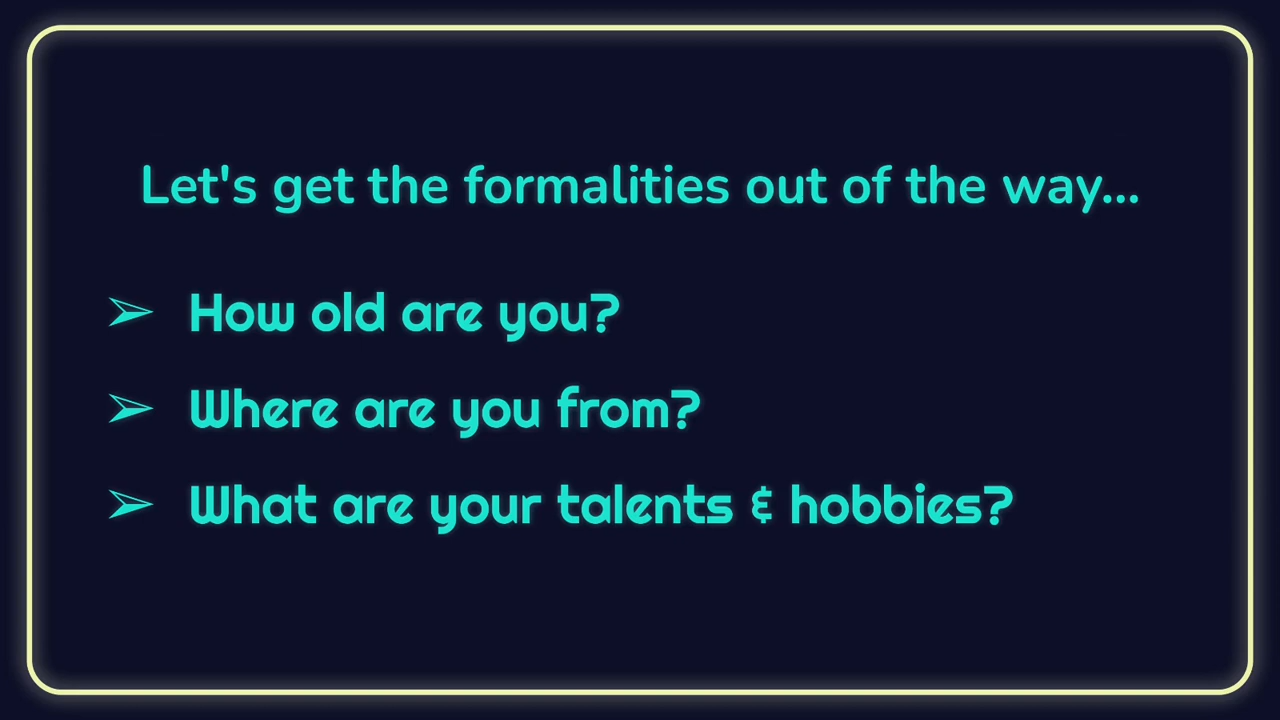 Let's get the formalities out of the way...
➢ How old are you?
➢ Where are you from?
➢ What are your talents & hobbies?